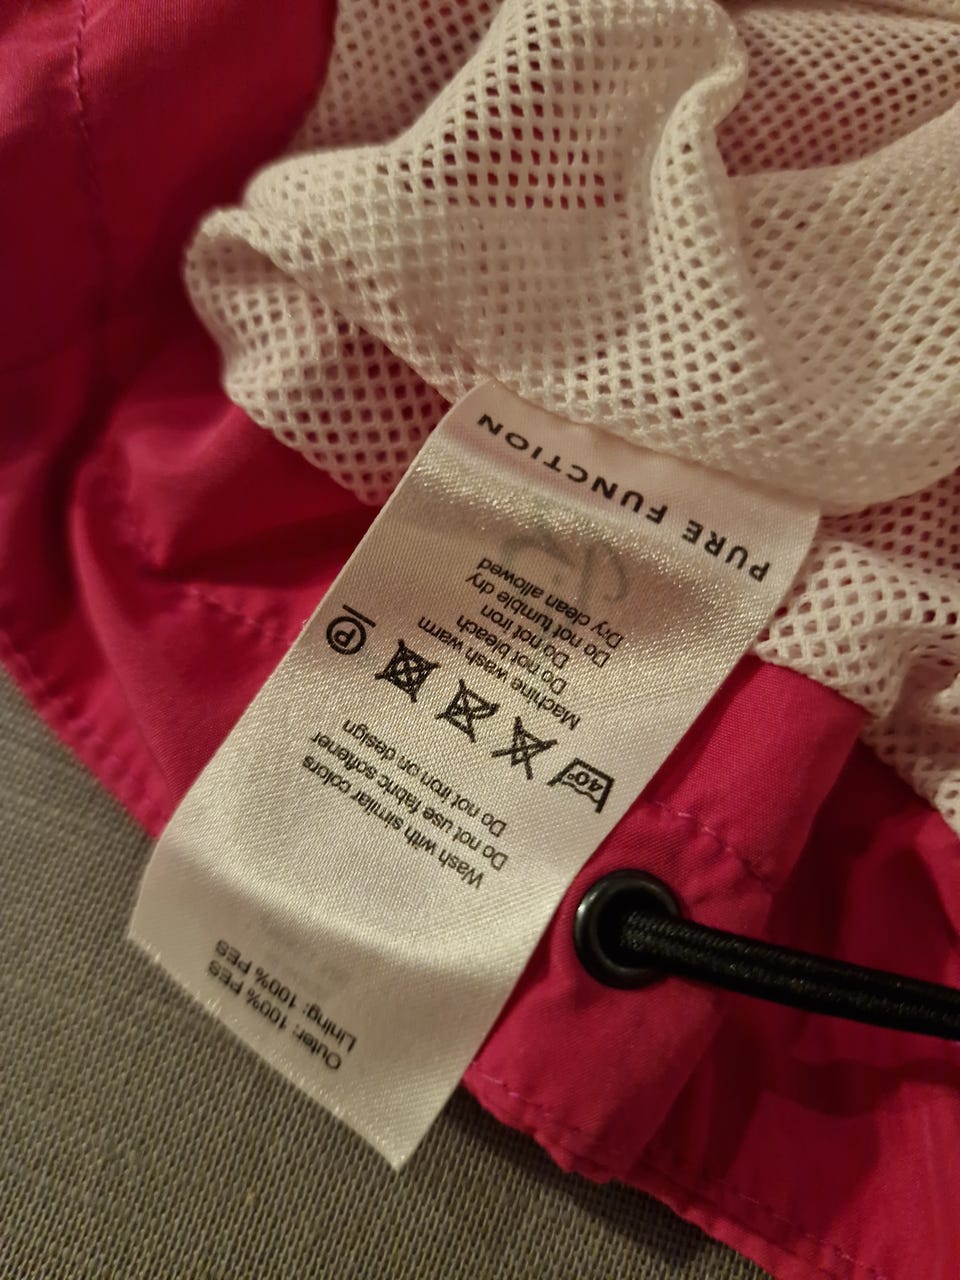 Outer: 100% PES
Lining: 100% PES
Wash with similar colors
Do not use fabric softener
Do not iron on design
40° P
Machine wash warm
Do not bleach
Do not iron
Do not tumble dry
Dry clean allowed
PURE FUNCTION